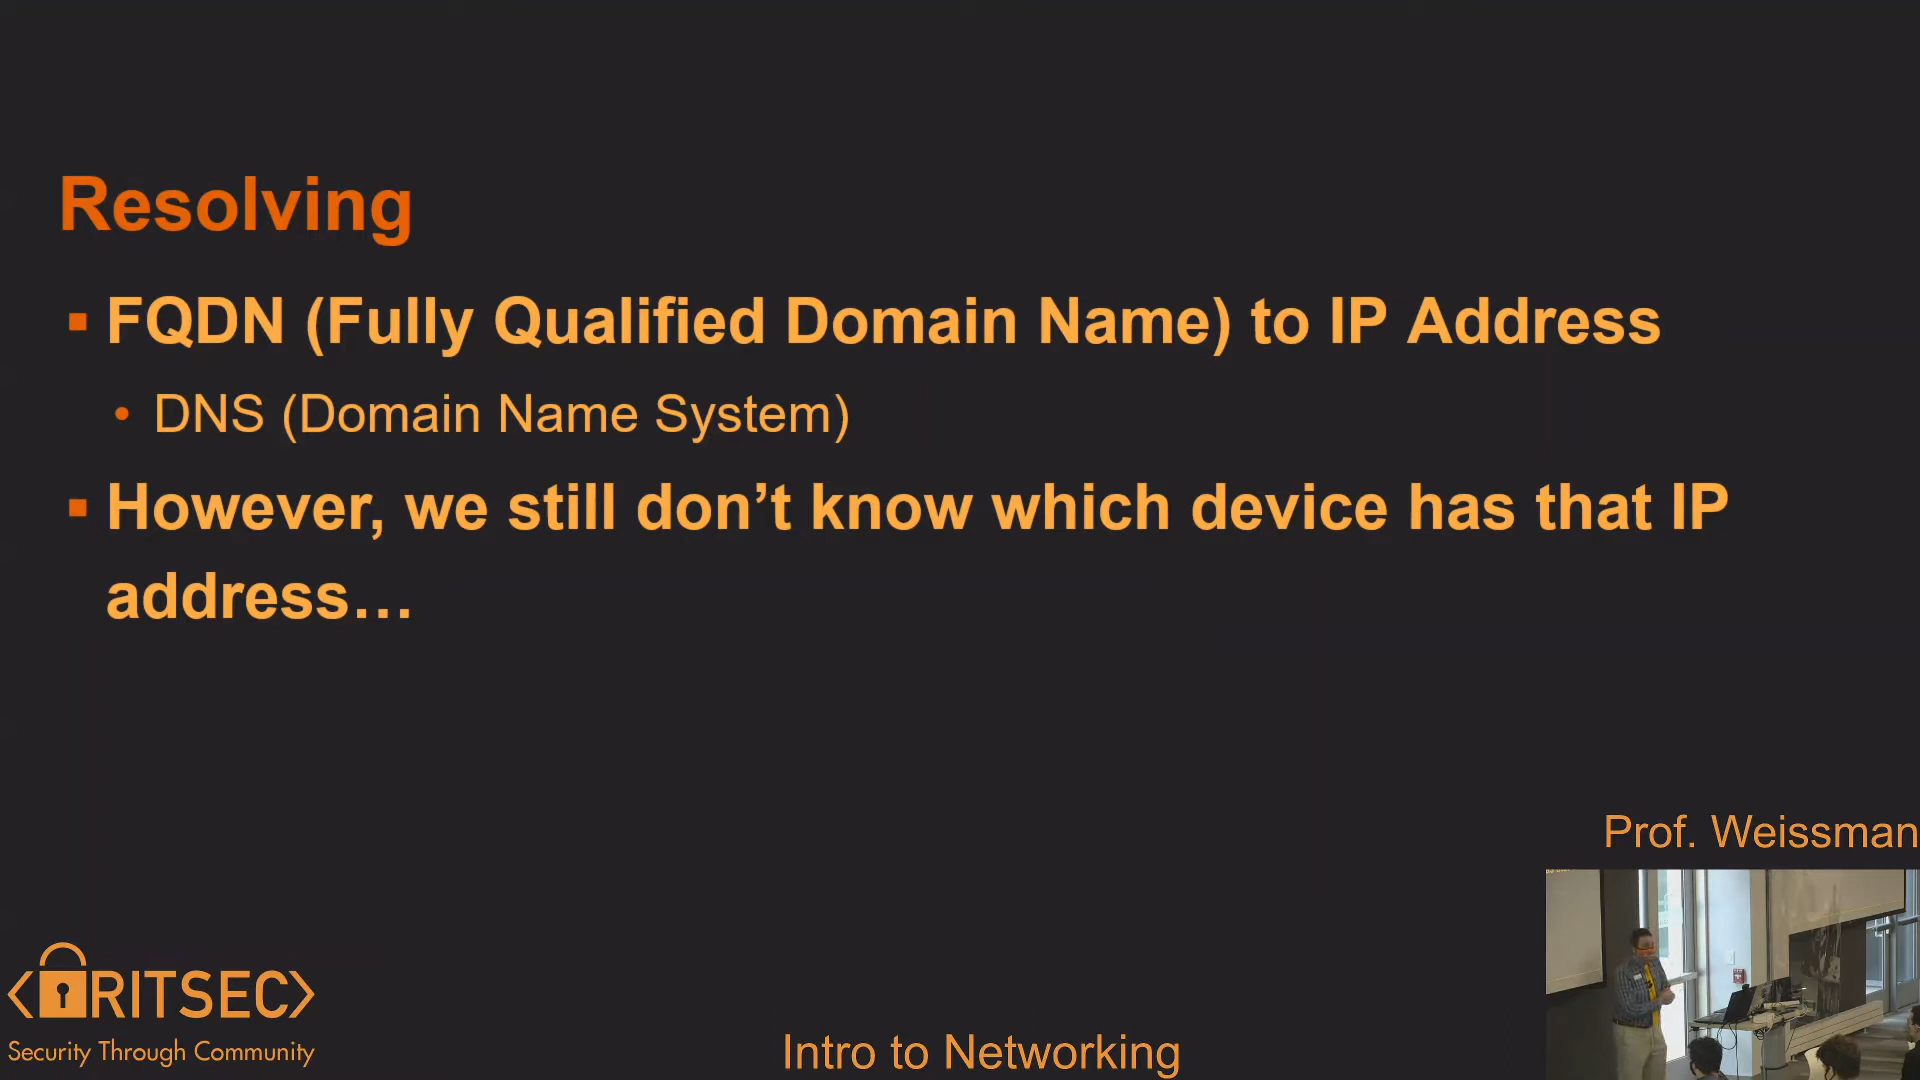 Resolving
▪ FQDN (Fully Qualified Domain Name) to IP Address
• DNS (Domain Name System)
▪ However, we still don’t know which device has that IP
address…
Prof. Weissman
<RITSEC>
Security Through Community
Intro to Networking